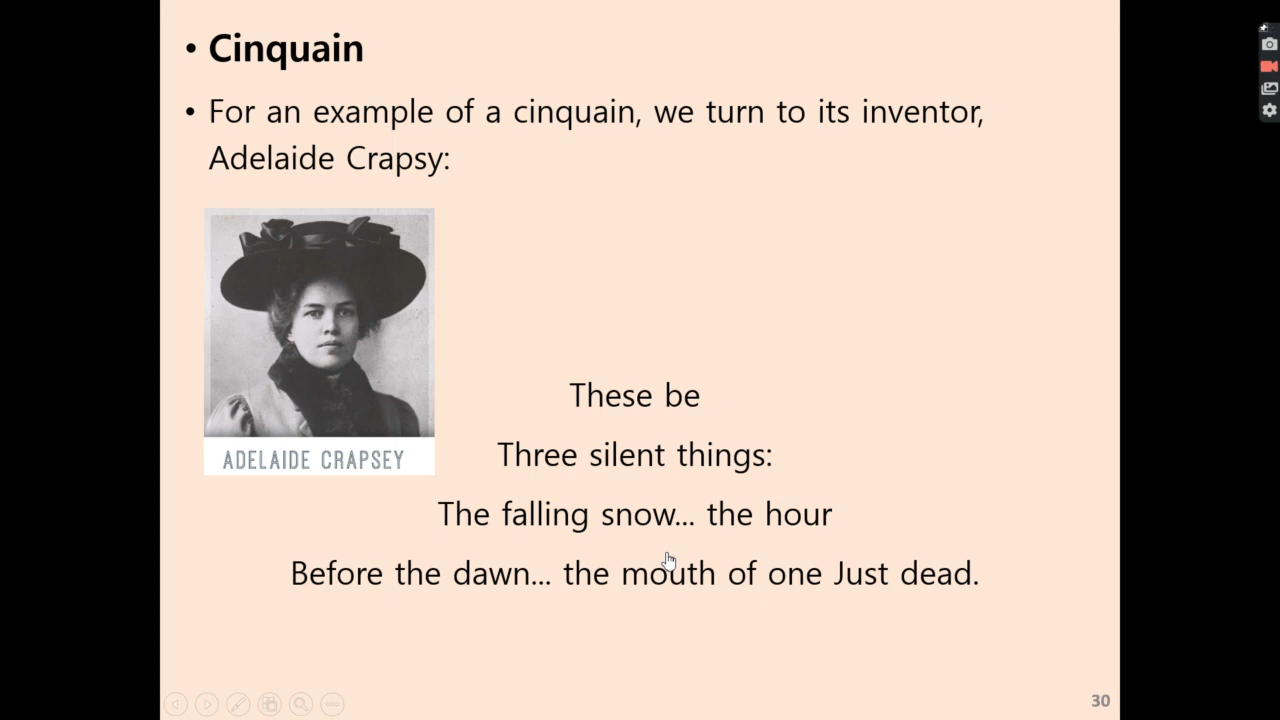 • Cinquain
• For an example of a cinquain, we turn to its inventor,
Adelaide Crapsy:
ADELAIDE CRAPSEY
These be
Three silent things:
The falling snow... the hour
Before the dawn... the mouth of one Just dead.
30